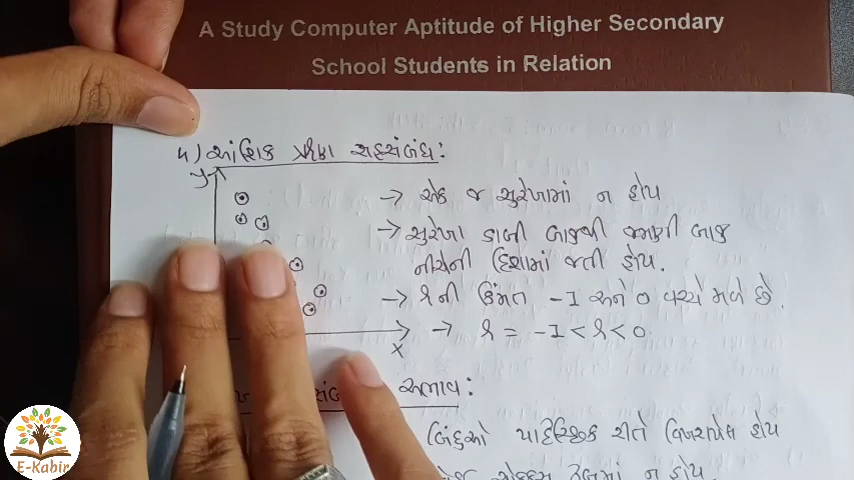 A Study Computer Aptitude of Higher Secondary
School Students in Relation
૫) આંશિક ઋણ સહસંબંધ:
y
→ એક જ સુરેખામાં ન હોય
→ સુરેખા ડાબી બાજુથી જમણી બાજુ
નીચેની દિશામાં જતી હોય.
→ r ની કિંમત -1 અને 0 વચ્ચે મળે છે.
→ r = -1 < r < 0
x
અભાવ:
બિંદુઓ યાદૈચ્છિક રીતે વિખરાયેલ હોય
ન હોય.
E-Kabir